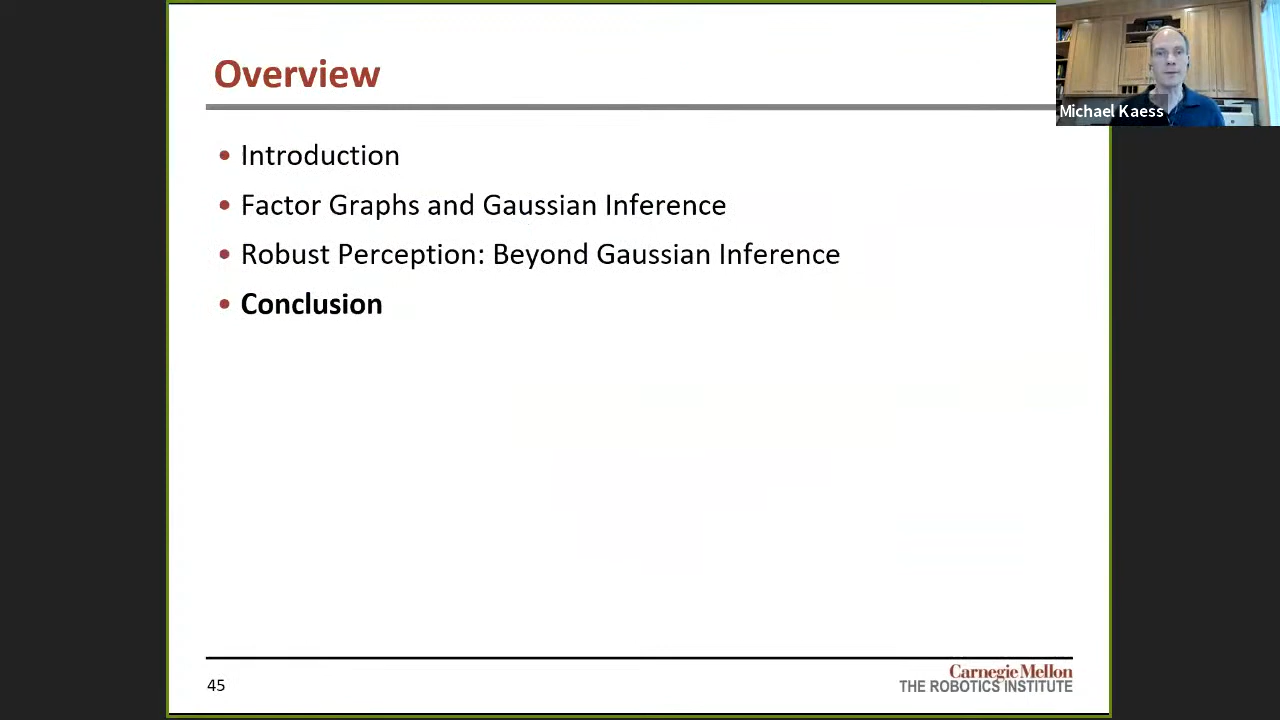 Overview
Michael Kaess
• Introduction
• Factor Graphs and Gaussian Inference
• Robust Perception: Beyond Gaussian Inference
• Conclusion
45
Carnegie Mellon
THE ROBOTICS INSTITUTE